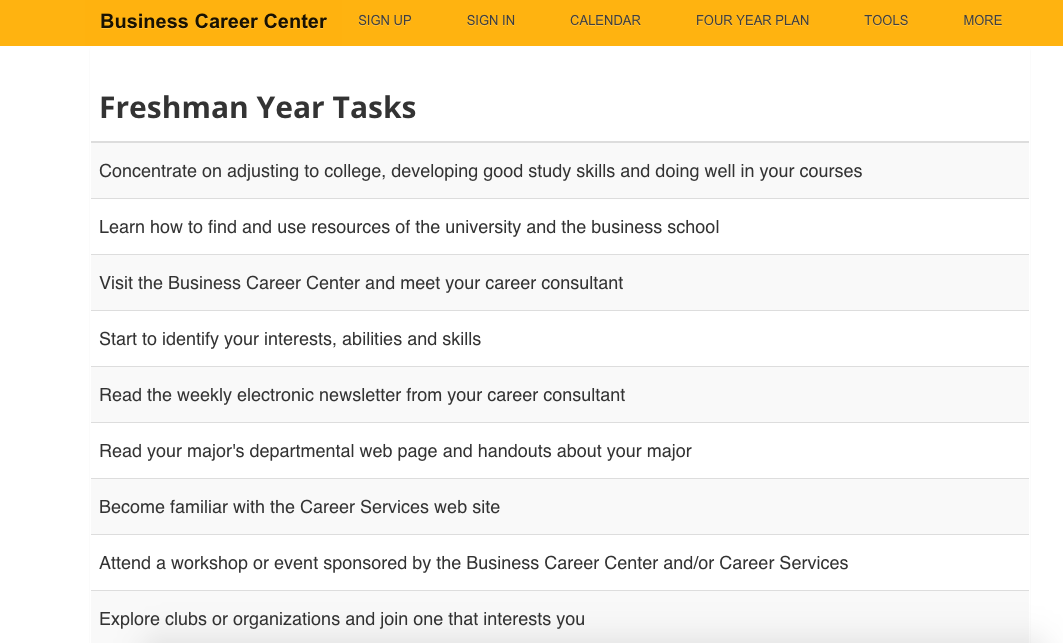 Business Career Center SIGN UP SIGN IN CALENDAR FOUR YEAR PLAN TOOLS MORE
Freshman Year Tasks
Concentrate on adjusting to college, developing good study skills and doing well in your courses
Learn how to find and use resources of the university and the business school
Visit the Business Career Center and meet your career consultant
Start to identify your interests, abilities and skills
Read the weekly electronic newsletter from your career consultant
Read your major's departmental web page and handouts about your major
Become familiar with the Career Services web site
Attend a workshop or event sponsored by the Business Career Center and/or Career Services
Explore clubs or organizations and join one that interests you